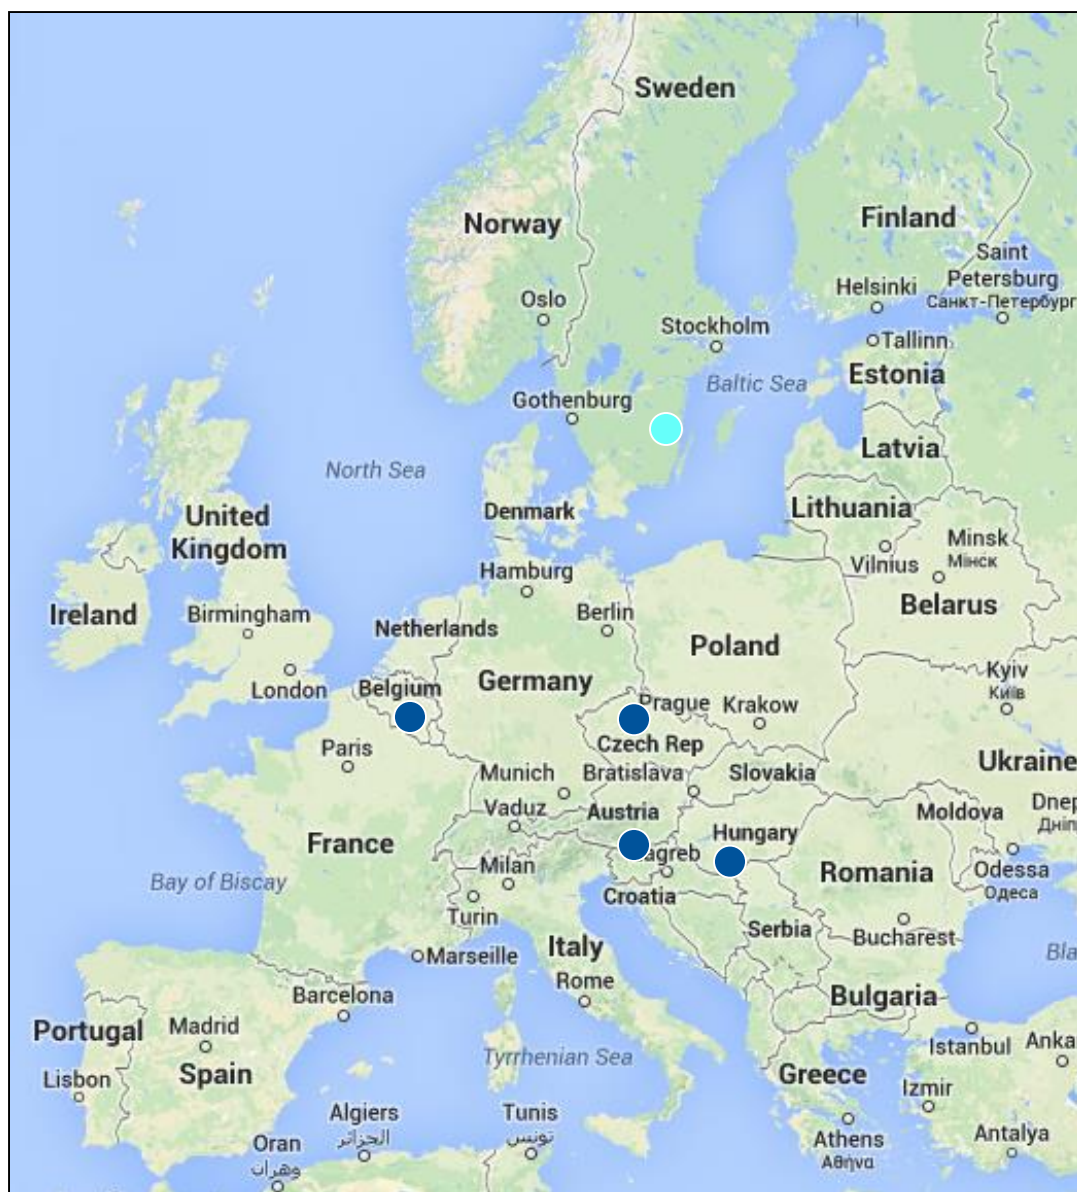 Sweden
Norway
Finland
Saint
Petersburg
Санкт-Петербург
Helsinki
Oslo
Stockholm
Tallinn
Estonia
Baltic Sea
Gothenburg
Latvia
North Sea
Lithuania
Denmark
United
Kingdom
Minsk
Мінск
Vilnius
Hamburg
Belarus
Ireland
Birmingham
Berlin
Netherlands
Poland
Kyiv
Київ
London
Belgium
Germany
Prague
Krakow
Paris
Czech Rep
Ukraine
Munich
Bratislava
Slovakia
Vaduz
Austria
Moldova
Dnep
Дніп
France
Hungary
Milan
agreb
Romania
Odessa
Одеса
Bay of Biscay
Croatia
Turin
Serbia
Bucharest
Marseille
Italy
Bla
Rome
Barcelona
Bulgaria
Portugal
Madrid
Istanbul
Anka
Tyrrhenian Sea
Lisbon
Spain
Greece
Izmir
Algiers
الجزائر
Tunis
تونس
Oran
وهران
Athens
Αθήνα
Antalya